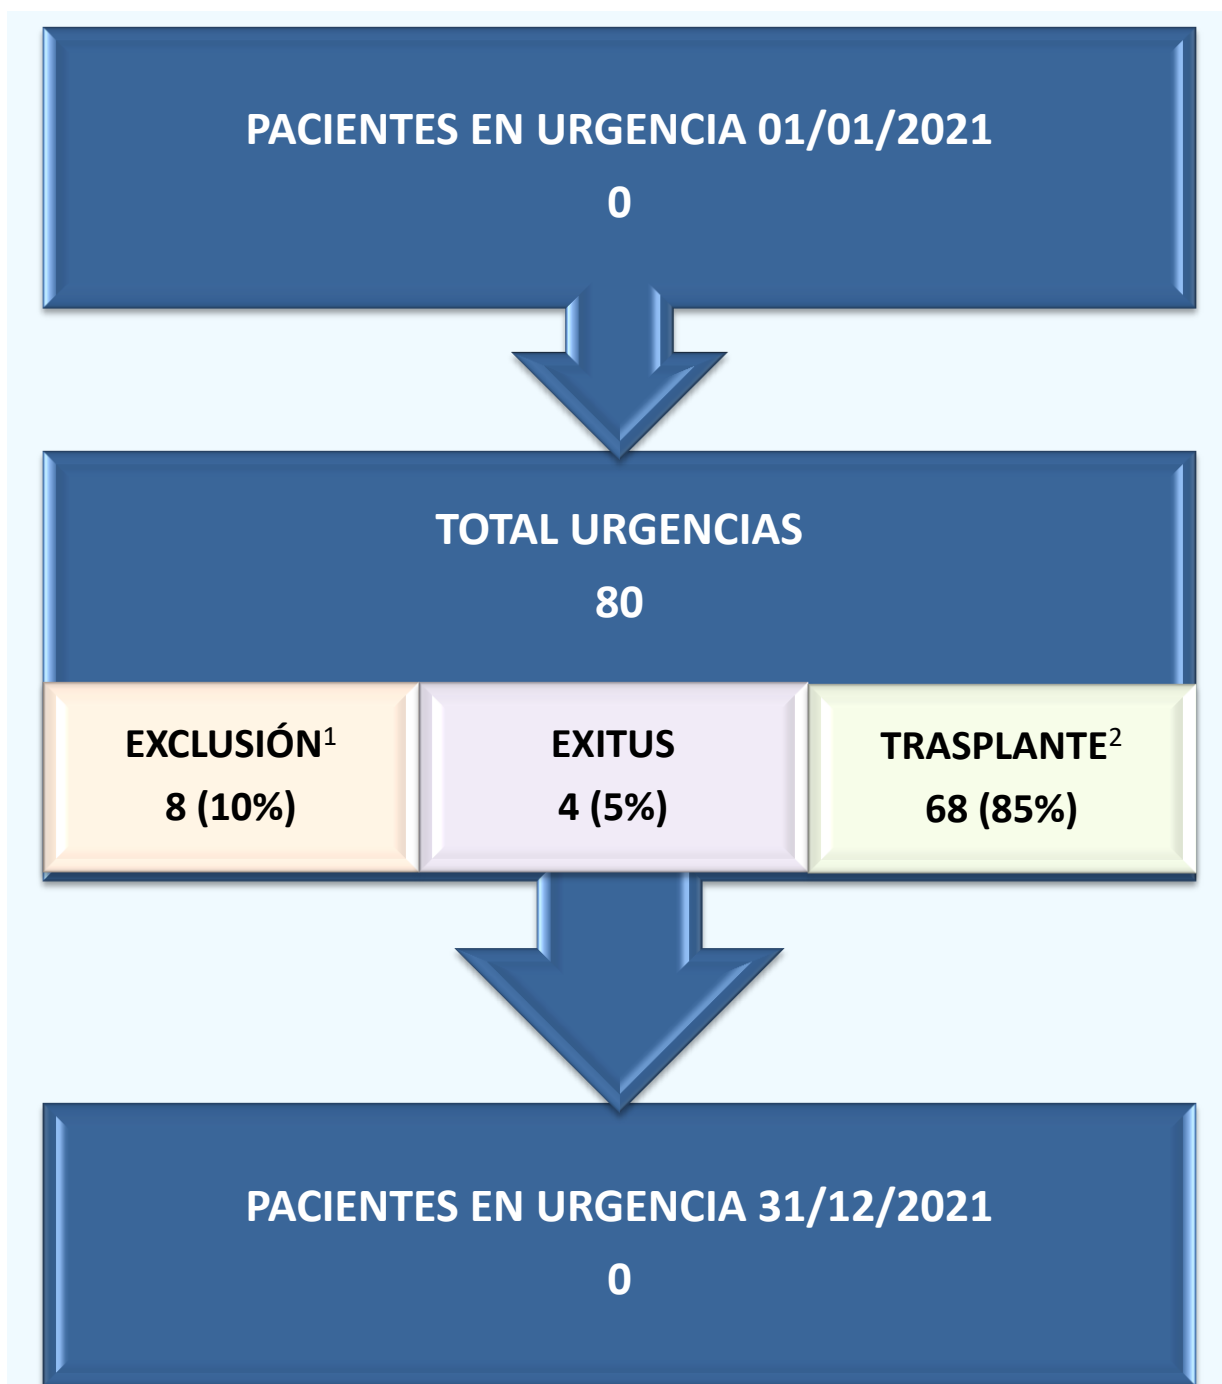 PACIENTES EN URGENCIA 01/01/2021
0
TOTAL URGENCIAS
80
EXCLUSIÓN¹
8 (10%)
EXITUS
4 (5%)
TRASPLANTE²
68 (85%)
PACIENTES EN URGENCIA 31/12/2021
0